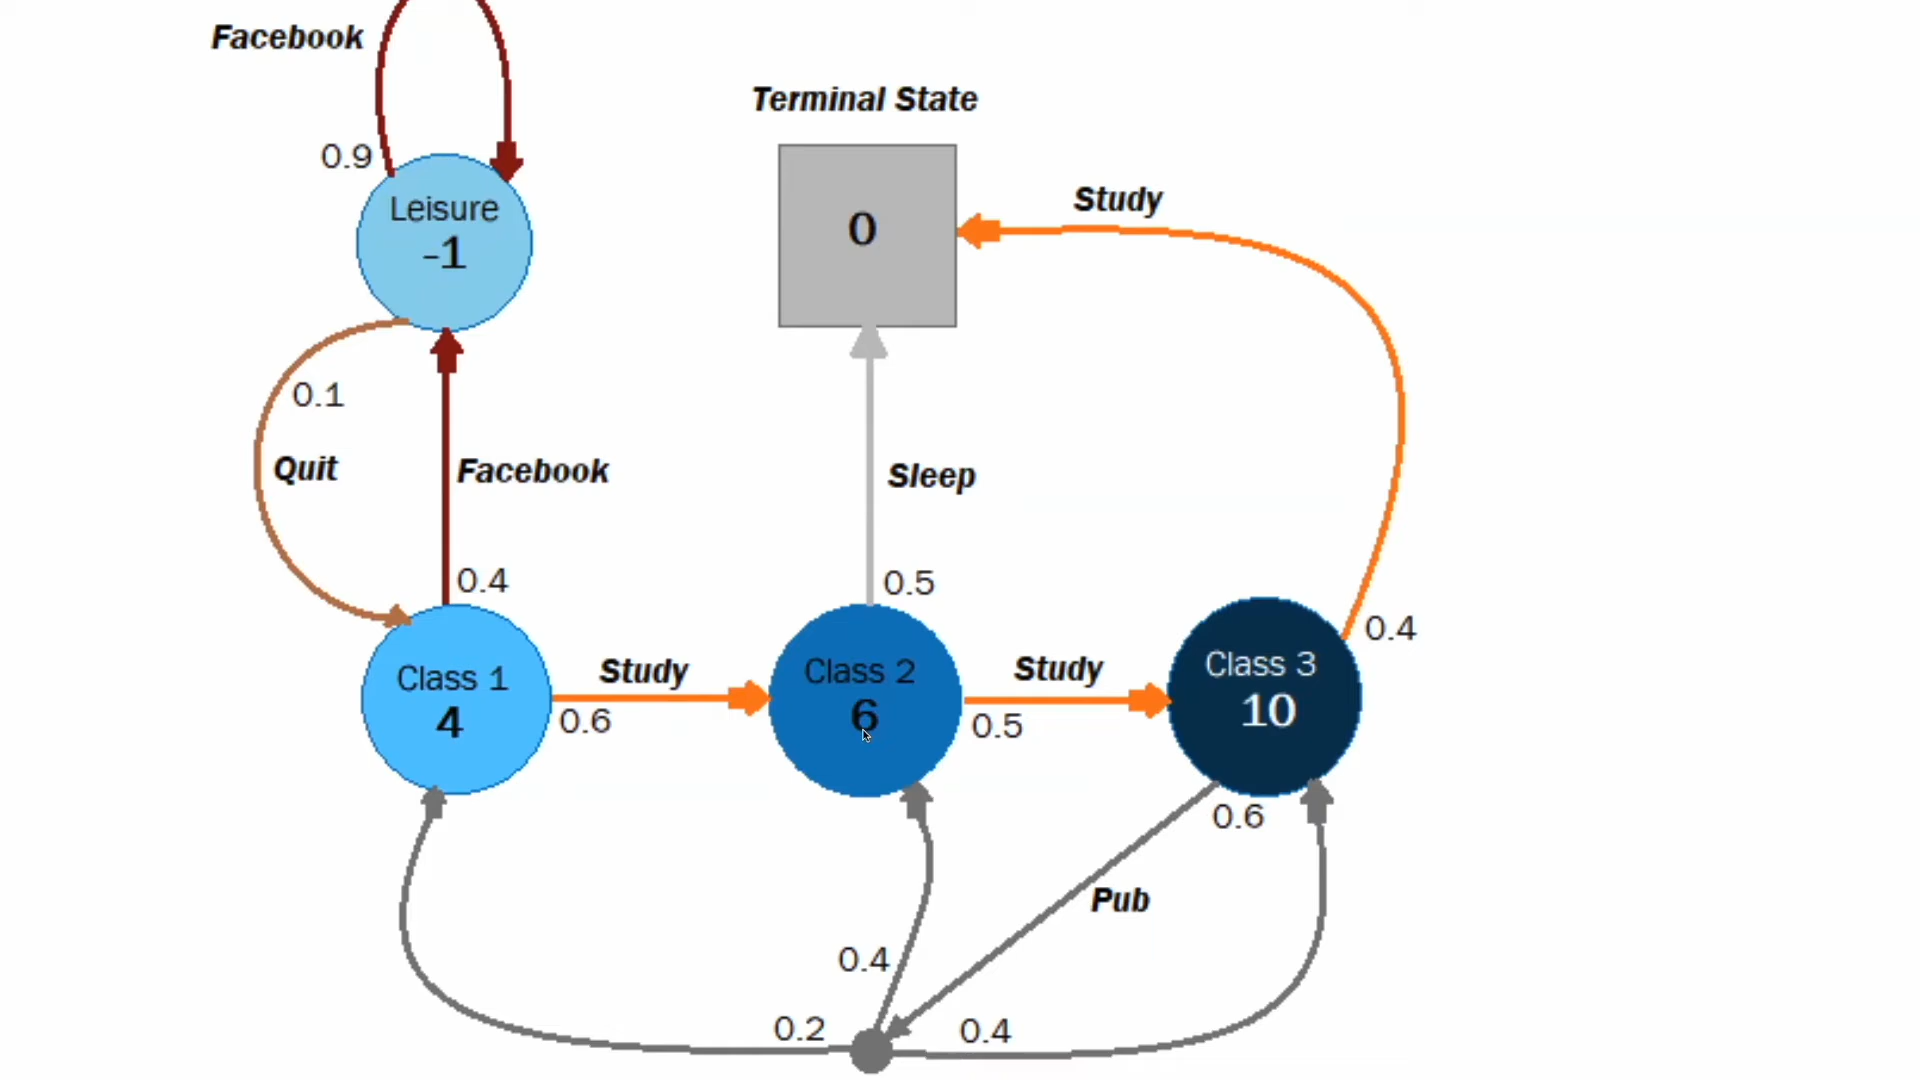 Facebook
Terminal State
0.9
Study
Leisure
-1
0
0.1
Quit
Facebook
Sleep
0.4
0.5
0.4
Class 1
4
Study
0.6
Class 2
6
Study
0.5
Class 3
10
0.6
Pub
0.4
0.2
0.4